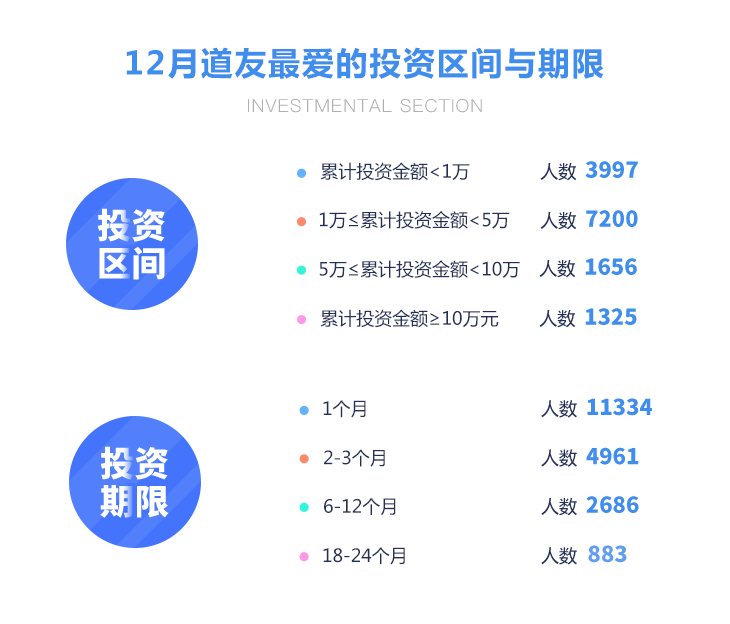 12月道友最爱的投资区间与期限
INVESTMENTAL SECTION
投资
区间
累计投资金额<1万 人数 3997
1万≤累计投资金额<5万 人数 7200
5万≤累计投资金额<10万 人数 1656
累计投资金额≥10万元 人数 1325
投资
期限
1个月 人数 11334
2-3个月 人数 4961
6-12个月 人数 2686
18-24个月 人数 883